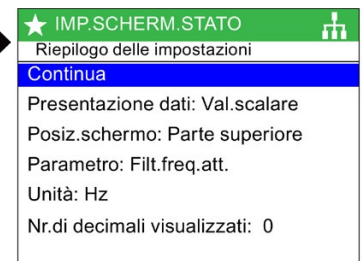 IMP.SCHERM.STATO
Riepilogo delle impostazioni
Continua
Presentazione dati: Val.scalare
Posiz.schermo: Parte superiore
Parametro: Filt.freq.att.
Unità: Hz
Nr.di decimali visualizzati: 0